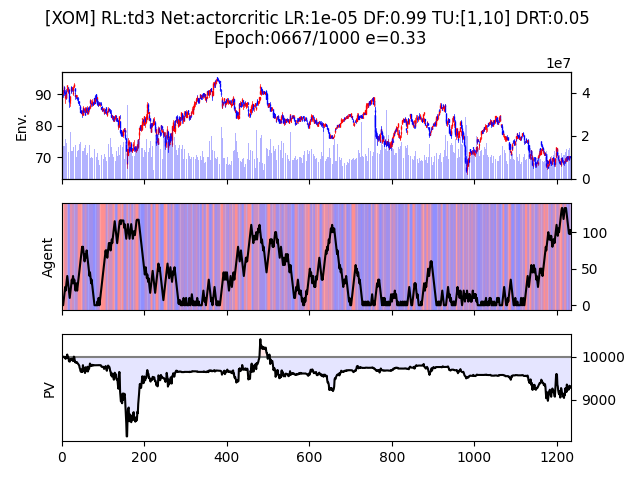 [XOM] RL:td3 Net:actorcritic LR:1e-05 DF:0.99 TU:[1,10] DRT:0.05
Epoch:0667/1000 e=0.33
1e7
Env.
90
80
70
4
2
0
Agent
100
50
0
PV
10000
9000
0 200 400 600 800 1000 1200